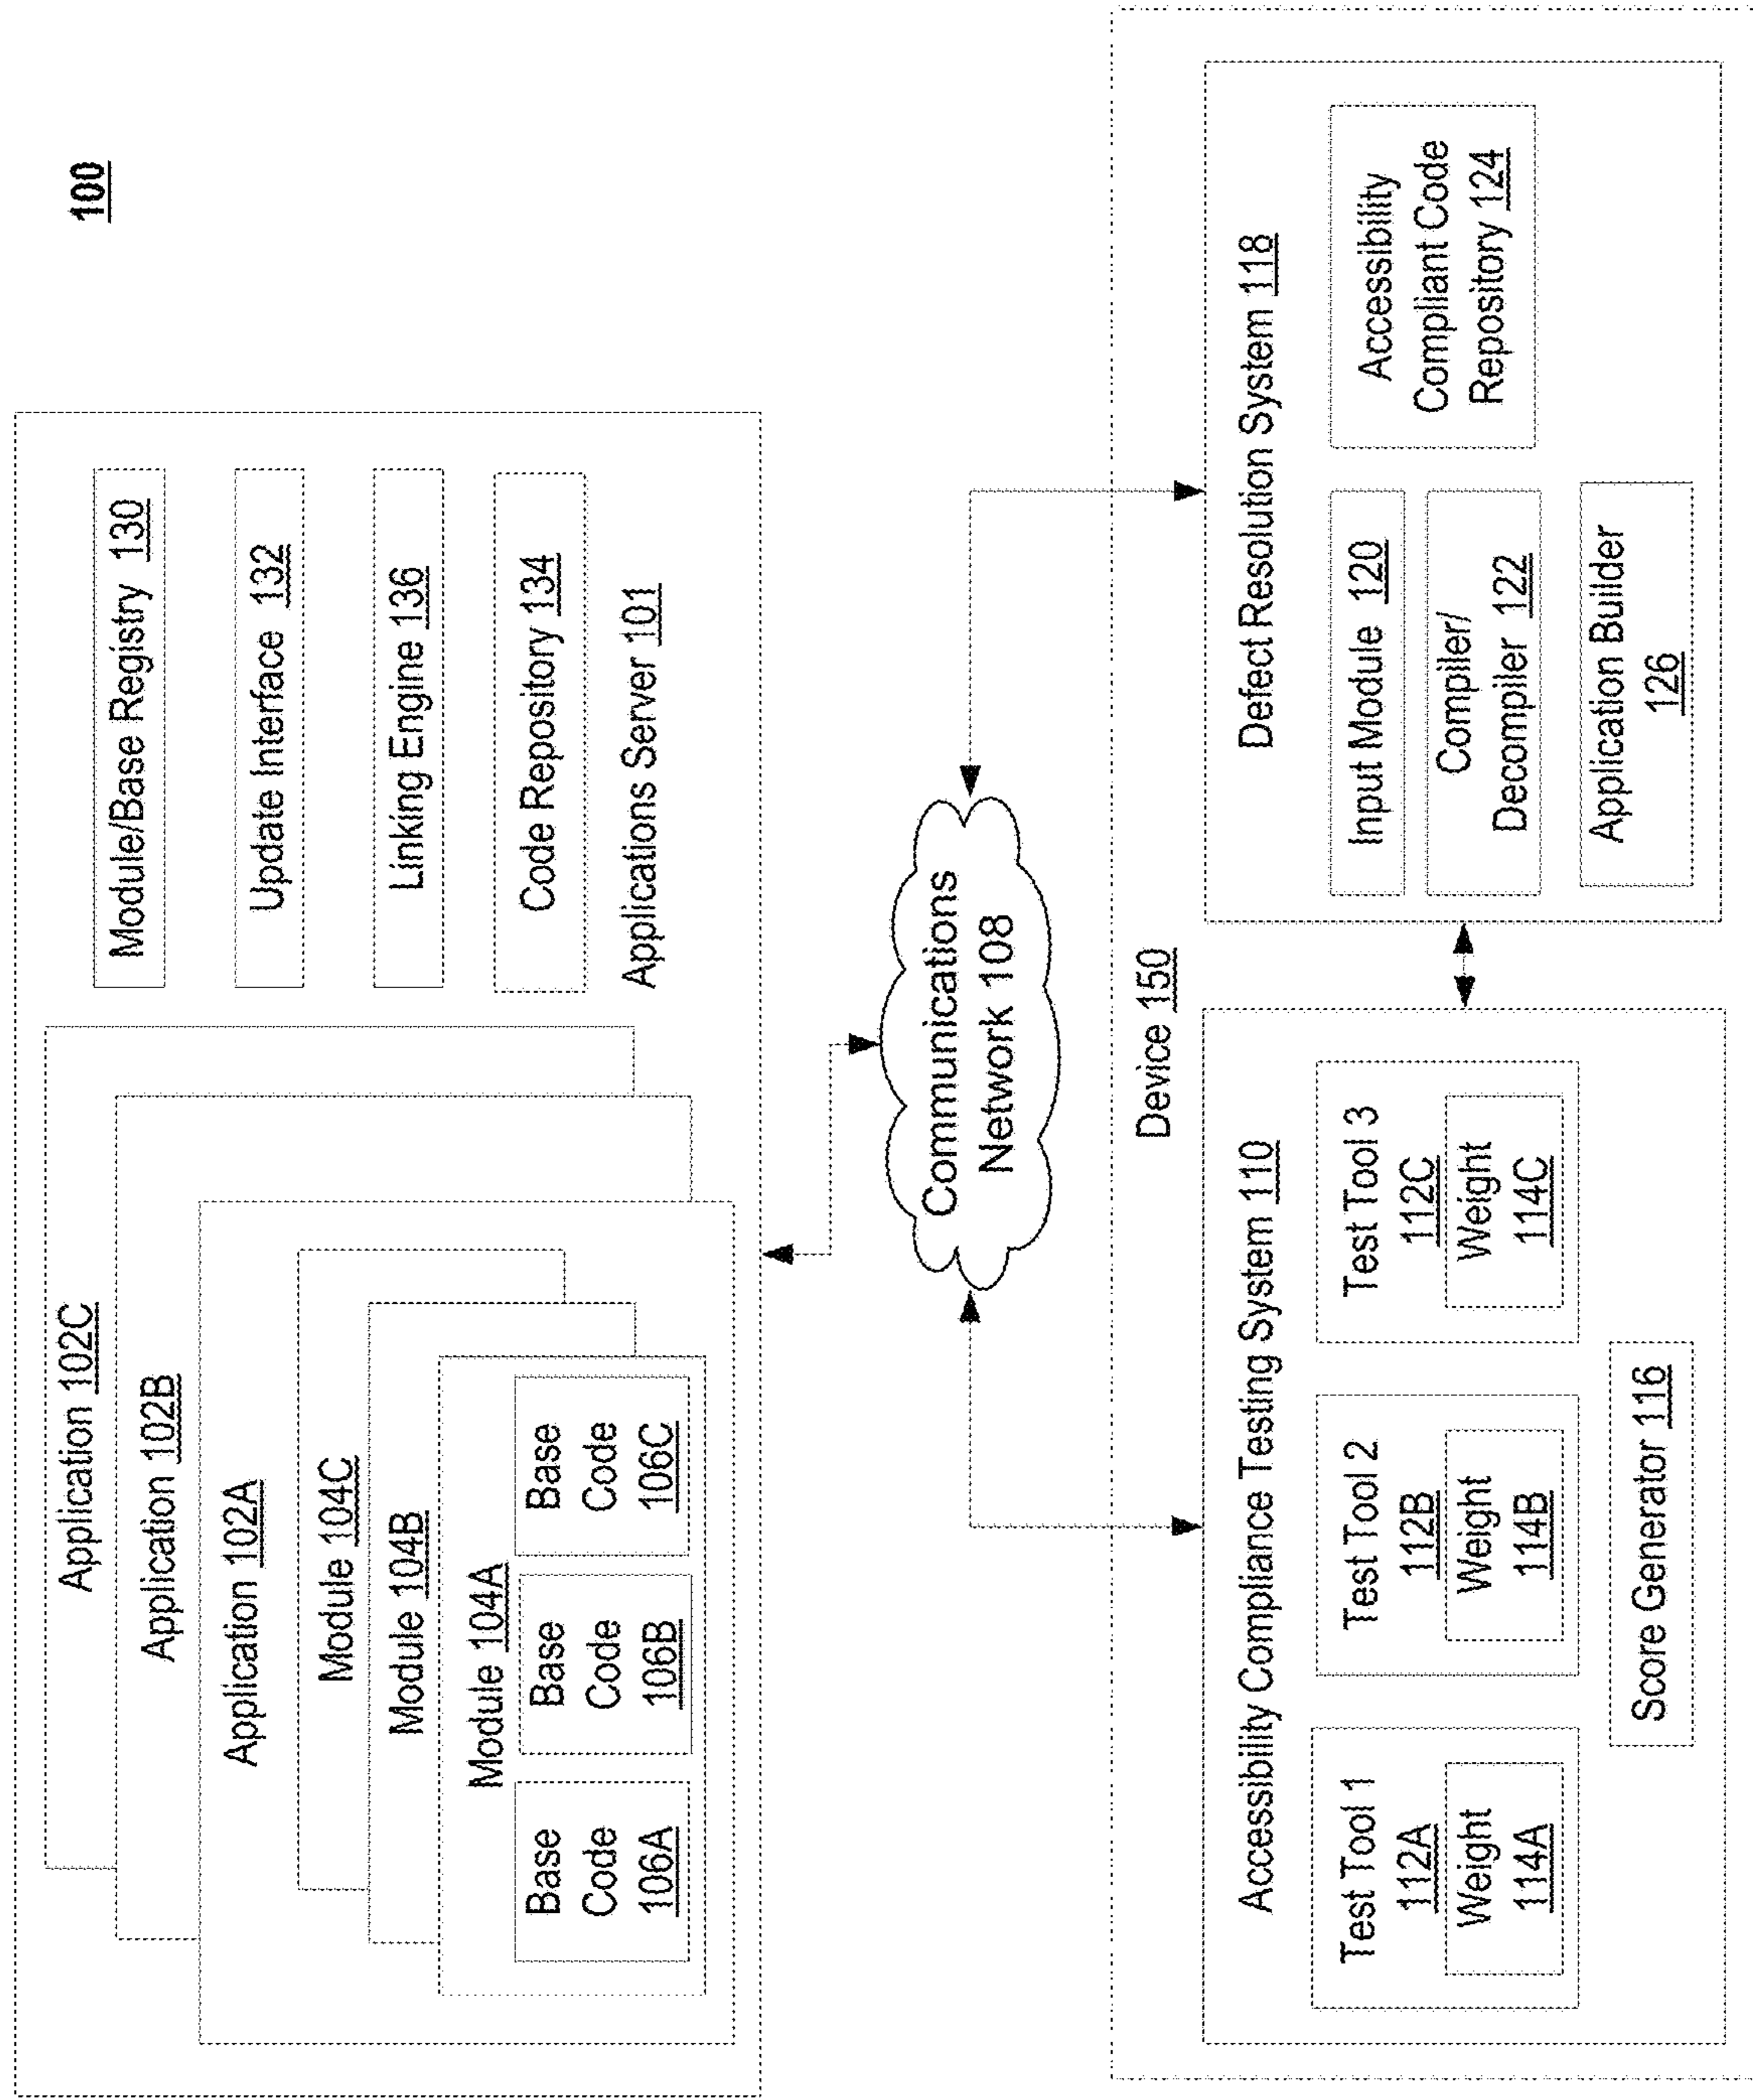 100
Application 102C
Application 102B
Application 102A
Module 104C
Module 104B
Module 104A
Base
Code
106A
Base
Code
106B
Base
Code
106C
Module/Base Registry 130
Update Interface 132
Linking Engine 136
Code Repository 134
Applications Server 101
Communications
Network 108
Device 150
Accessibility Compliance Testing System 110
Test Tool 1
112A
Weight
114A
Test Tool 2
112B
Weight
114B
Test Tool 3
112C
Weight
114C
Score Generator 116
Defect Resolution System 118
Input Module 120
Compiler/
Decompiler 122
Application Builder
126
Accessibility
Compliant Code
Repository 124